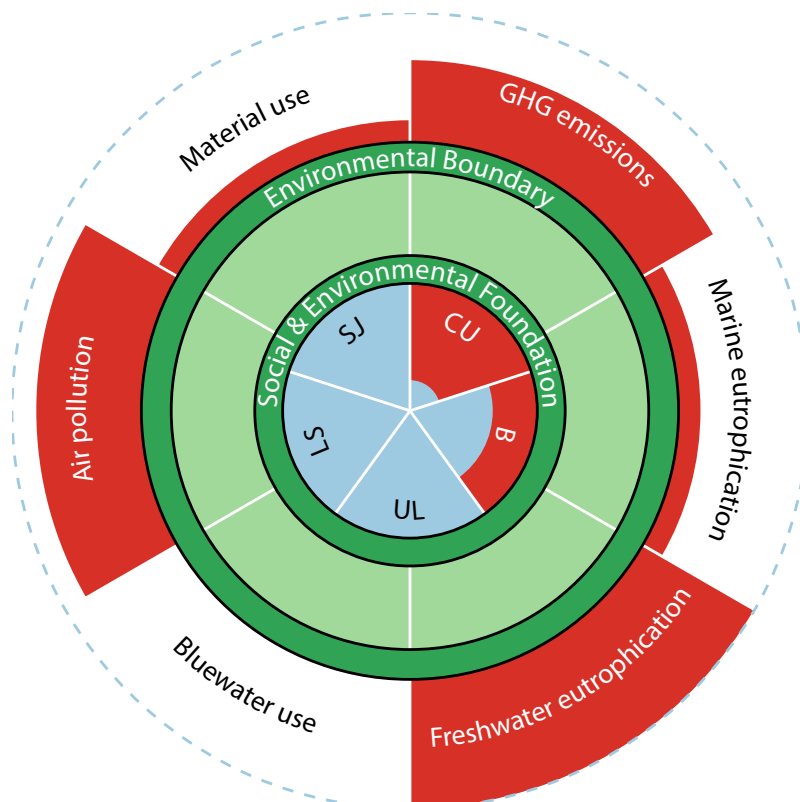 GHG emissions
Material use
Environmental Boundary
Marine eutrophication
Social & Environmental Foundation
SJ
CU
Air pollution
LS
B
UL
Freshwater eutrophication
Bluewater use